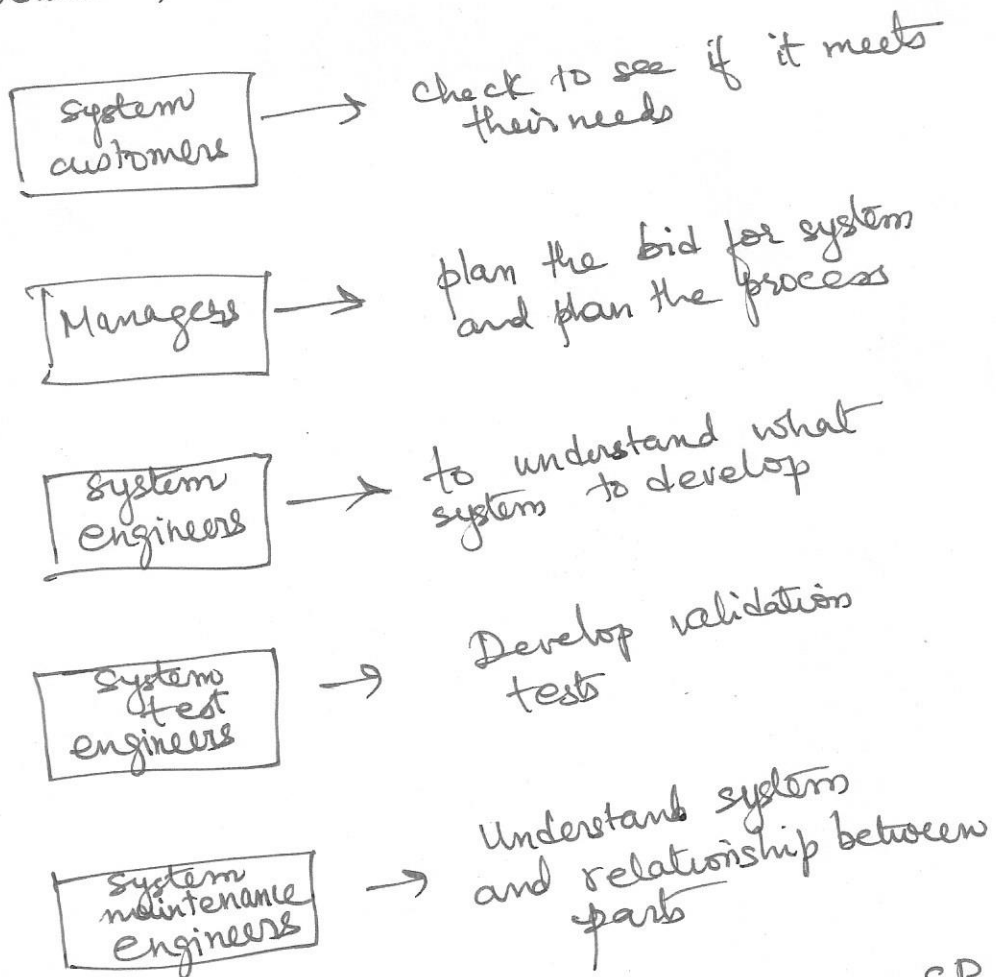 system
customers
check to see if it meets
their needs
Managers
plan the bid for system
and plan the process
system
engineers
to understand what
system to develop
system
test
engineers
Develop validation
tests
system
maintenance
engineers
Understand system
and relationship between
parts